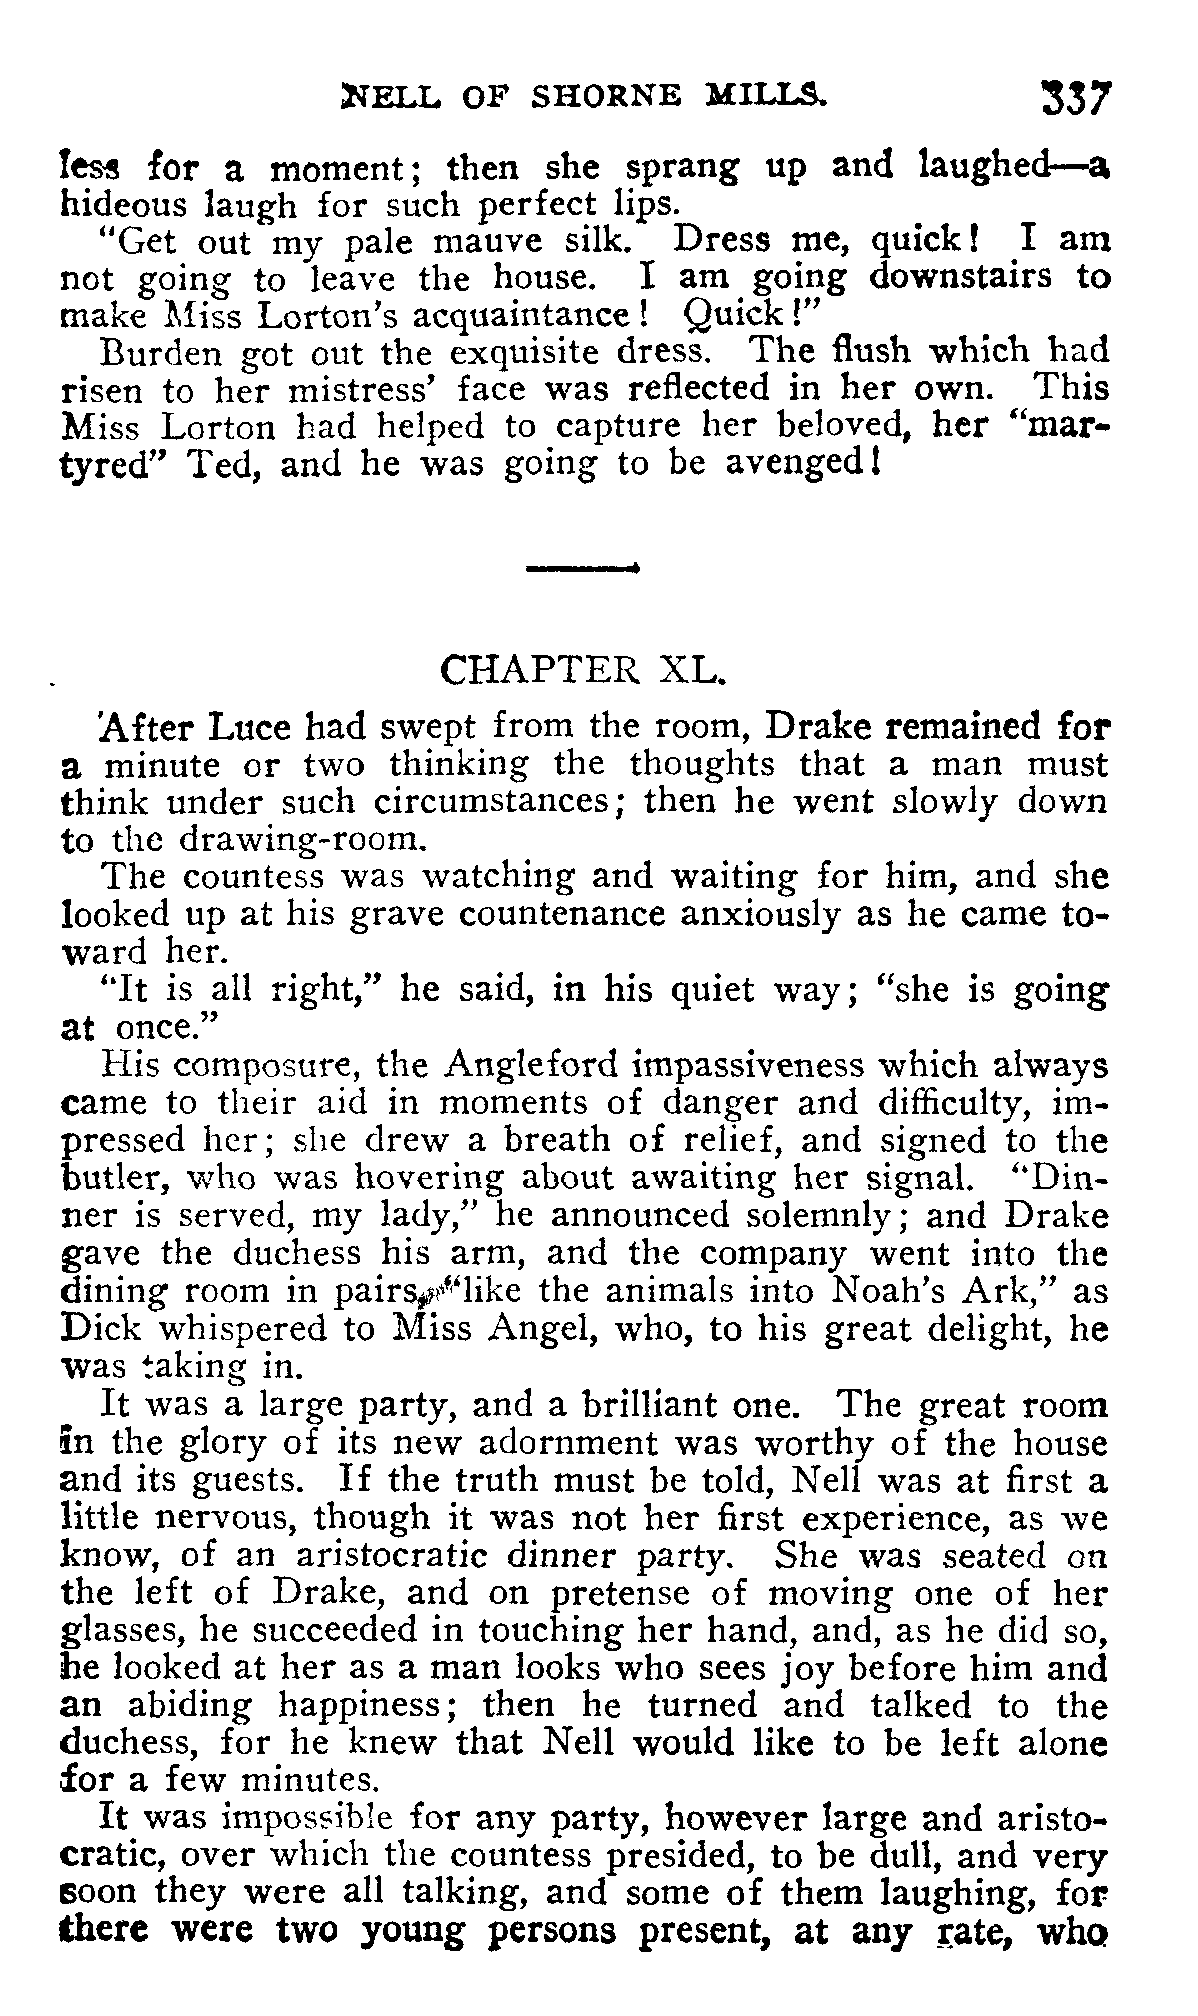 NELL OF SHORNE MILLS. 337
less for a moment; then she sprang up and laughed—a
hideous laugh for such perfect lips.
"Get out my pale mauve silk. Dress me, quick! I am
not going to leave the house. I am going downstairs to
make Miss Lorton's acquaintance! Quick!"
Burden got out the exquisite dress. The flush which had
risen to her mistress' face was reflected in her own. This
Miss Lorton had helped to capture her beloved, her "mar-
tyred" Ted, and he was going to be avenged!
CHAPTER XL.
After Luce had swept from the room, Drake remained for
a minute or two thinking the thoughts that a man must
think under such circumstances; then he went slowly down
to the drawing-room.
The countess was watching and waiting for him, and she
looked up at his grave countenance anxiously as he came to-
ward her.
"It is all right," he said, in his quiet way; "she is going
at once."
His composure, the Angleford impassiveness which always
came to their aid in moments of danger and difficulty, im-
pressed her; she drew a breath of relief, and signed to the
butler, who was hovering about awaiting her signal. "Din-
ner is served, my lady," he announced solemnly; and Drake
gave the duchess his arm, and the company went into the
dining room in pairs, "like the animals into Noah's Ark," as
Dick whispered to Miss Angel, who, to his great delight, he
was taking in.
It was a large party, and a brilliant one. The great room
in the glory of its new adornment was worthy of the house
and its guests. If the truth must be told, Nell was at first a
little nervous, though it was not her first experience, as we
know, of an aristocratic dinner party. She was seated on
the left of Drake, and on pretense of moving one of her
glasses, he succeeded in touching her hand, and, as he did so,
he looked at her as a man looks who sees joy before him and
an abiding happiness; then he turned and talked to the
duchess, for he knew that Nell would like to be left alone
for a few minutes.
It was impossible for any party, however large and aristo-
cratic, over which the countess presided, to be dull, and very
soon they were all talking, and some of them laughing, for
there were two young persons present, at any rate, who